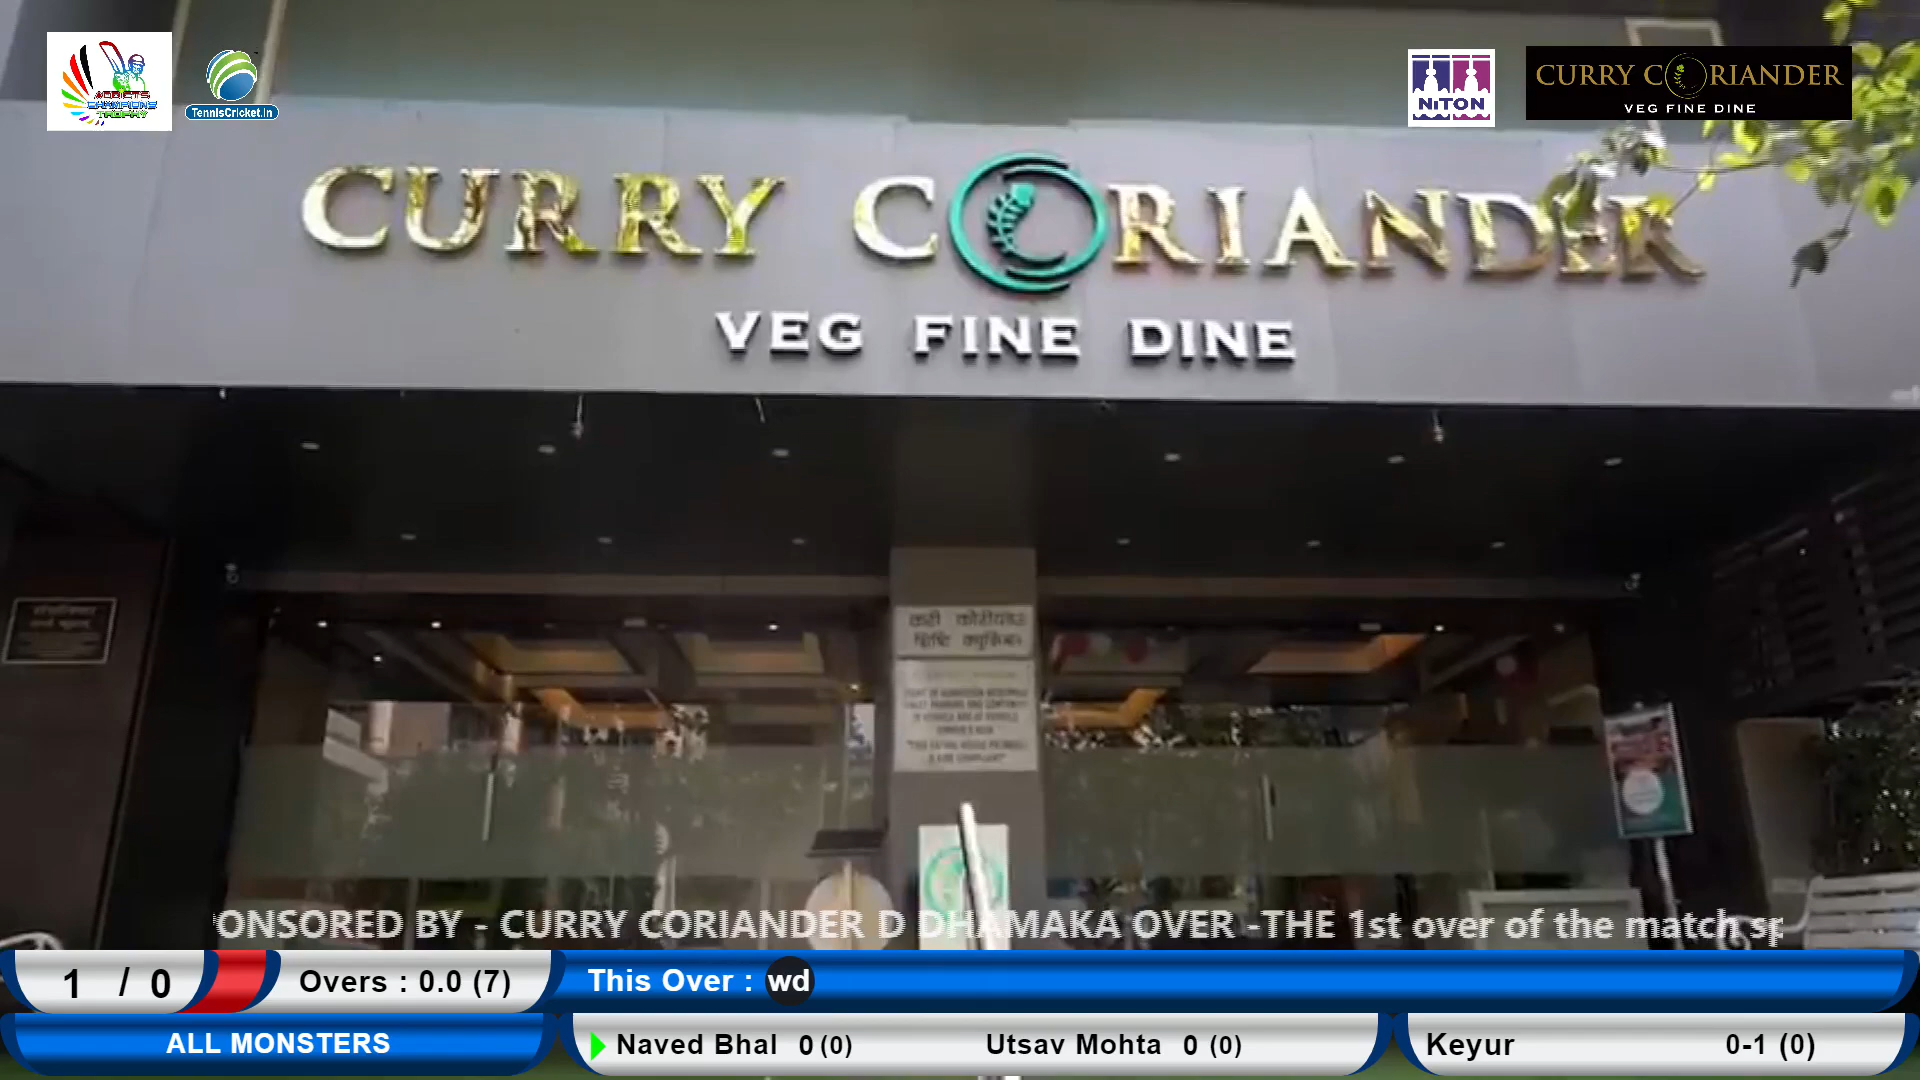 ADDICTS
CHAMPIONS
TROPHY
TennisCricket.in
NiTON
CURRY CORIANDER
VEG FINE DINE
CURRY CORIANDER
VEG FINE DINE
ONSORED BY - CURRY CORIANDER D DHAMAKA OVER -THE 1st over of the match sp
1 / 0
Overs : 0.0 (7)
This Over : wd
ALL MONSTERS
Naved Bhal 0 (0)
Utsav Mohta 0 (0)
Keyur 0-1 (0)